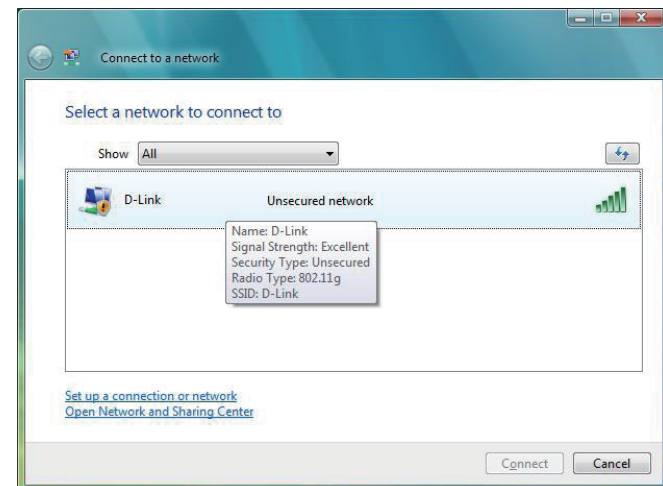 Connect to a network
Select a network to connect to
Show All
D-Link Unsecured network
Name: D-Link
Signal Strength: Excellent
Security Type: Unsecured
Radio Type: 802.11g
SSID: D-Link
Set up a connection or network
Open Network and Sharing Center
Connect Cancel